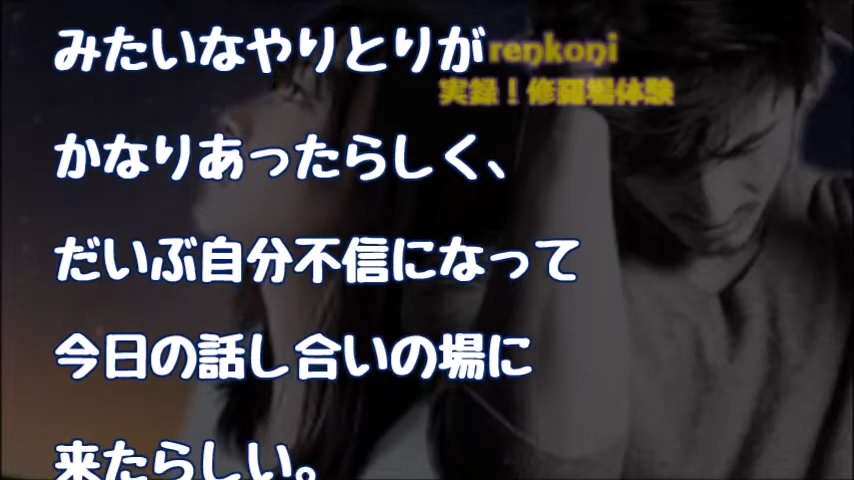 みたいなやりとりが
renkoni
実録！修羅場体験
かなりあったらしく、
だいぶ自分不信になって
今日の話し合いの場に
来たらしい。